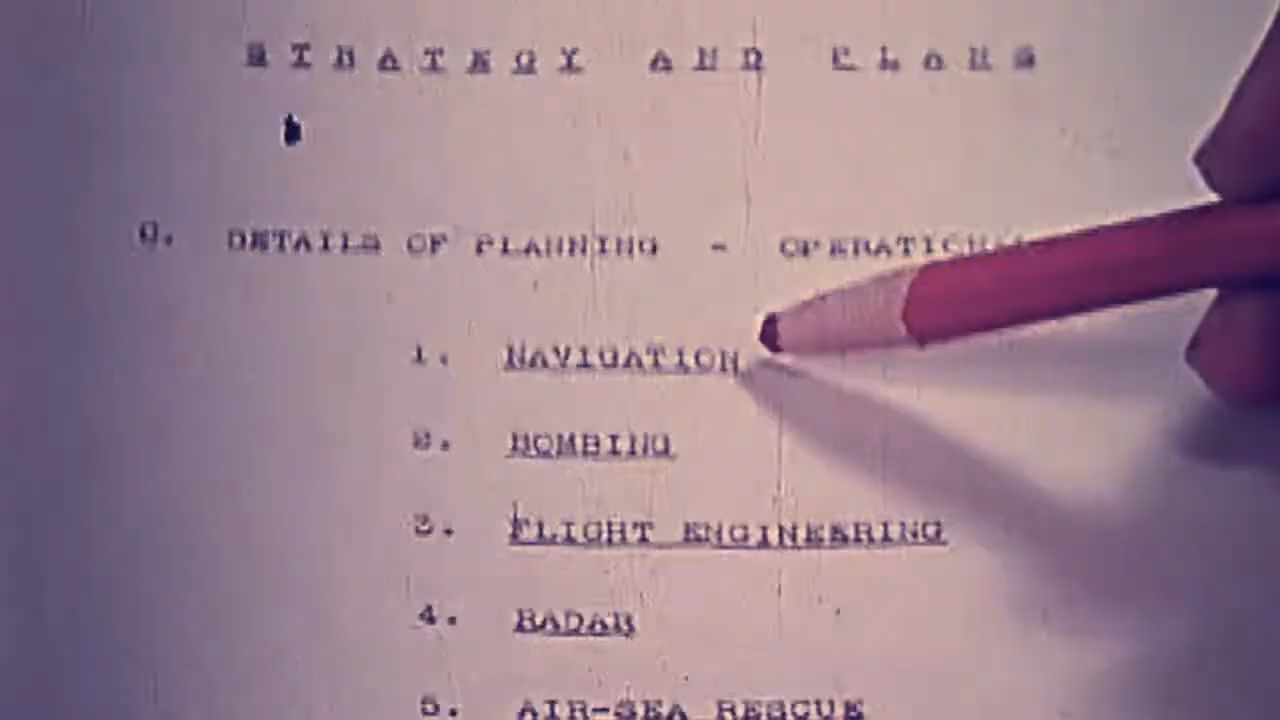 STRATEGY AND PLANS
C. DETAILS OF PLANNING - OPERATIONAL
1. NAVIGATION
2. BOMBING
3. FLIGHT ENGINEERING
4. RADAR
5. AIR-SEA RESCUE